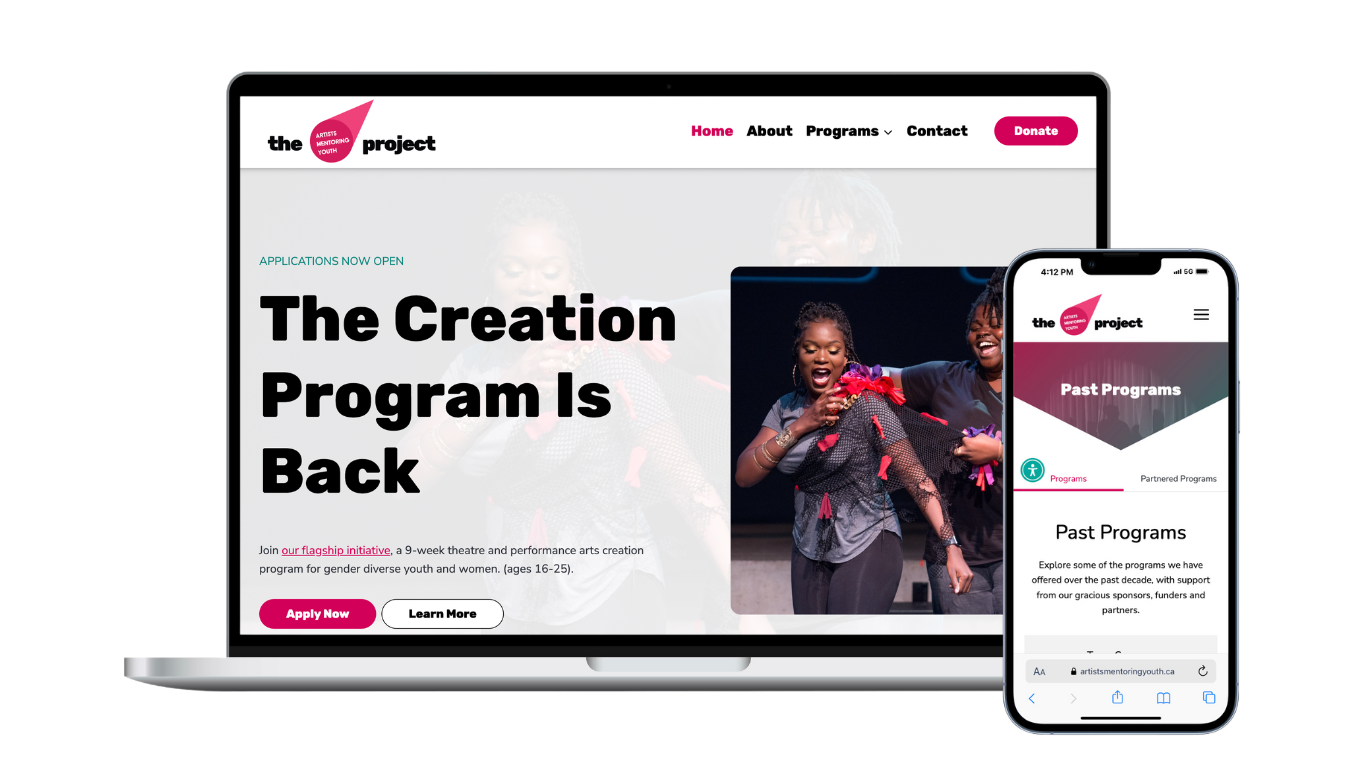 the ARTISTS MENTORING YOUTH project
Home About Programs Contact Donate
APPLICATIONS NOW OPEN
The Creation
Program Is
Back
Join our flagship initiative, a 9-week theatre and performance arts creation
program for gender diverse youth and women. (ages 16-25).
Apply Now Learn More
4:12 PM 5G
the ARTISTS MENTORING YOUTH project
Past Programs
Programs Partnered Programs
Past Programs
Explore some of the programs we have
offered over the past decade, with support
from our gracious sponsors, funders and
partners.
AA artistsmentoringyouth.ca